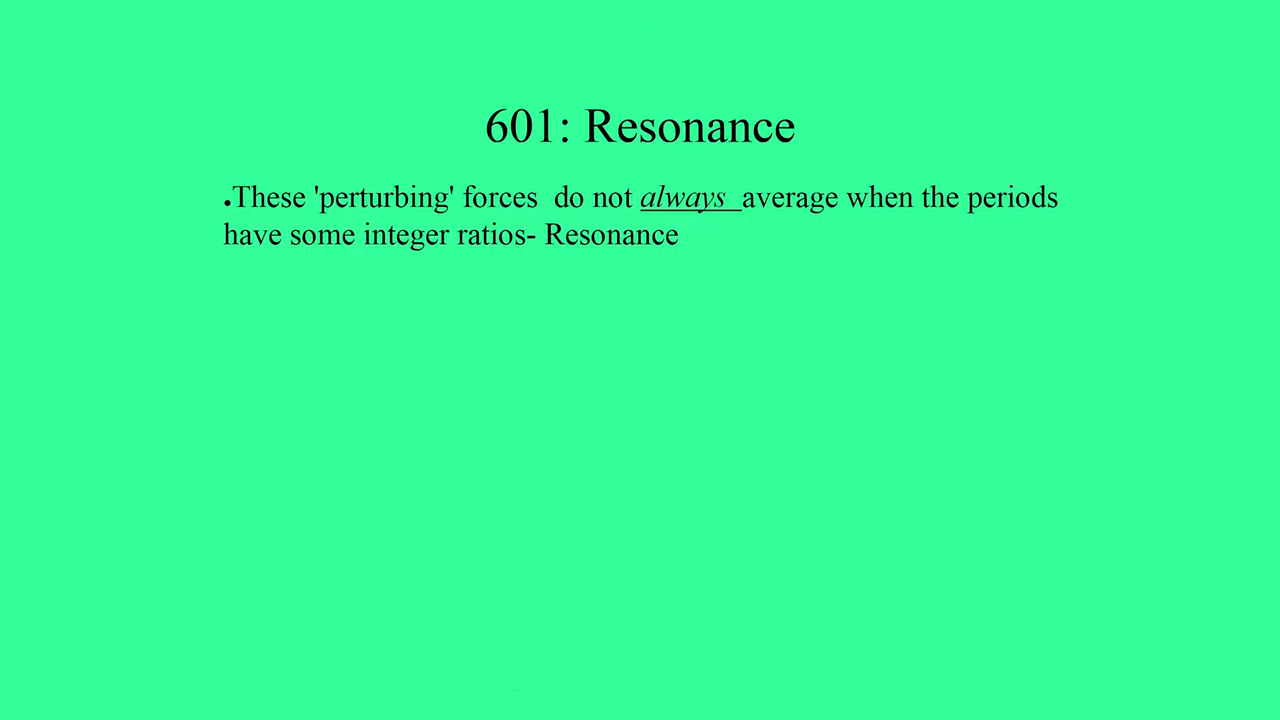 601: Resonance
●These 'perturbing' forces  do not always  average when the periods
have some integer ratios- Resonance